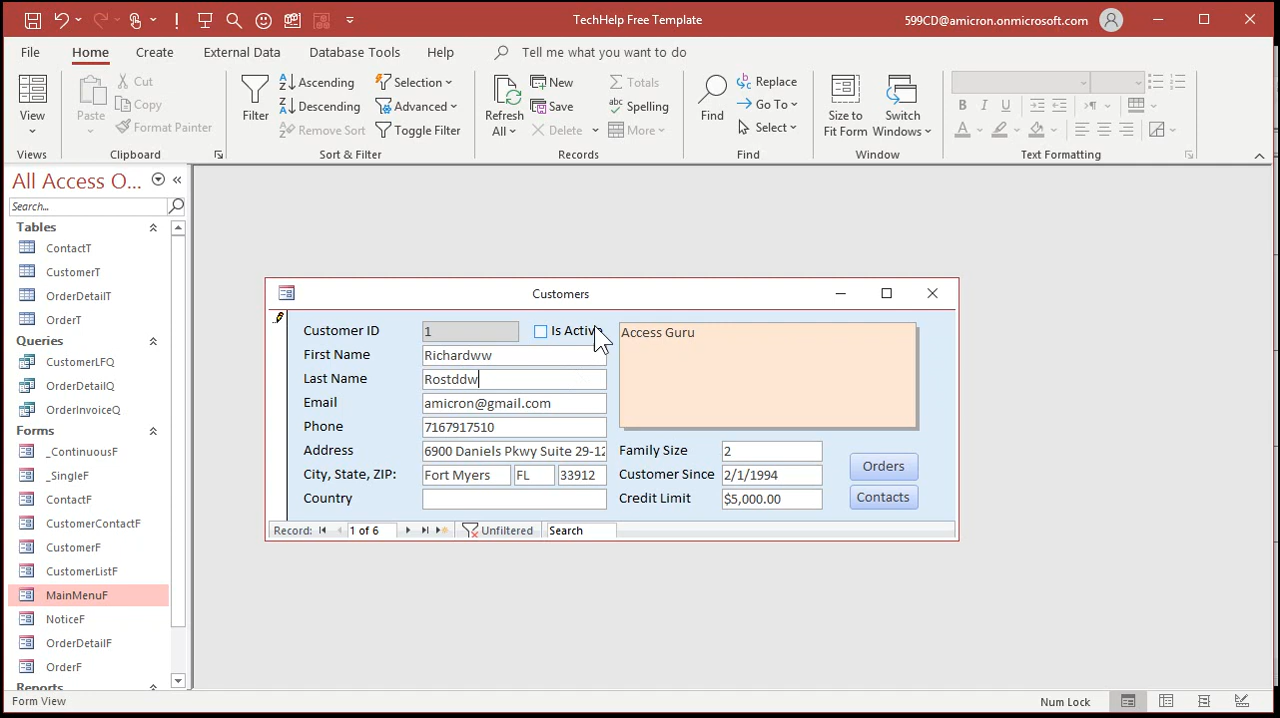 TechHelp Free Template
599CD@amicron.onmicrosoft.com
File Home Create External Data Database Tools Help Tell me what you want to do
View
Views
Paste
Cut
Copy
Format Painter
Clipboard
Filter
Ascending
Descending
Remove Sort
Selection
Advanced
Toggle Filter
Sort & Filter
Refresh
All
New
Save
Delete
Totals
Spelling
More
Records
Find
Replace
Go To
Select
Find
Size to
Fit Form
Switch
Windows
Window
B I U
A
Text Formatting
All Access O...
Search...
Tables
ContactT
CustomerT
OrderDetailT
OrderT
Queries
CustomerLFQ
OrderDetailQ
OrderInvoiceQ
Forms
_ContinuousF
_SingleF
ContactF
CustomerContactF
CustomerF
CustomerListF
MainMenuF
NoticeF
OrderDetailF
OrderF
Reports
Customers
Customer ID 1 Is Active
First Name Richardww
Last Name Rostddw
Email amicron@gmail.com
Phone 7167917510
Address 6900 Daniels Pkwy Suite 29-12
City, State, ZIP: Fort Myers FL 33912
Country
Access Guru
Family Size 2
Customer Since 2/1/1994
Credit Limit $5,000.00
Orders
Contacts
Record: 1 of 6 Unfiltered Search
Form View
Num Lock